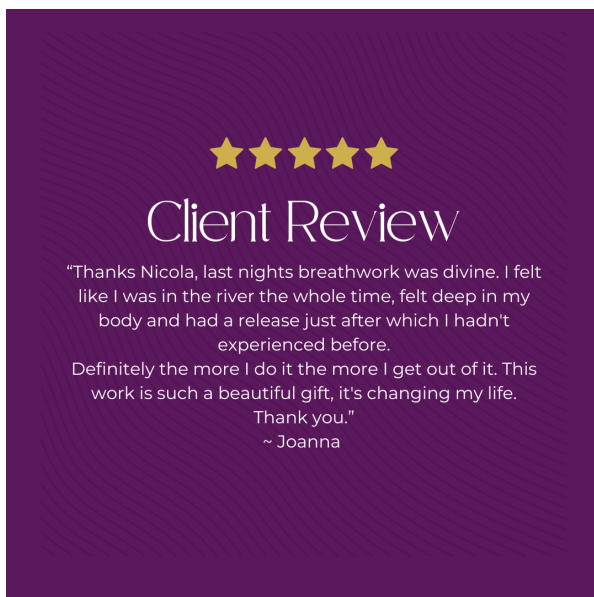 Client Review
“Thanks Nicola, last nights breathwork was divine. I felt
like I was in the river the whole time, felt deep in my
body and had a release just after which I hadn't
experienced before.
Definitely the more I do it the more I get out of it. This
work is such a beautiful gift, it's changing my life.
Thank you.”
~ Joanna